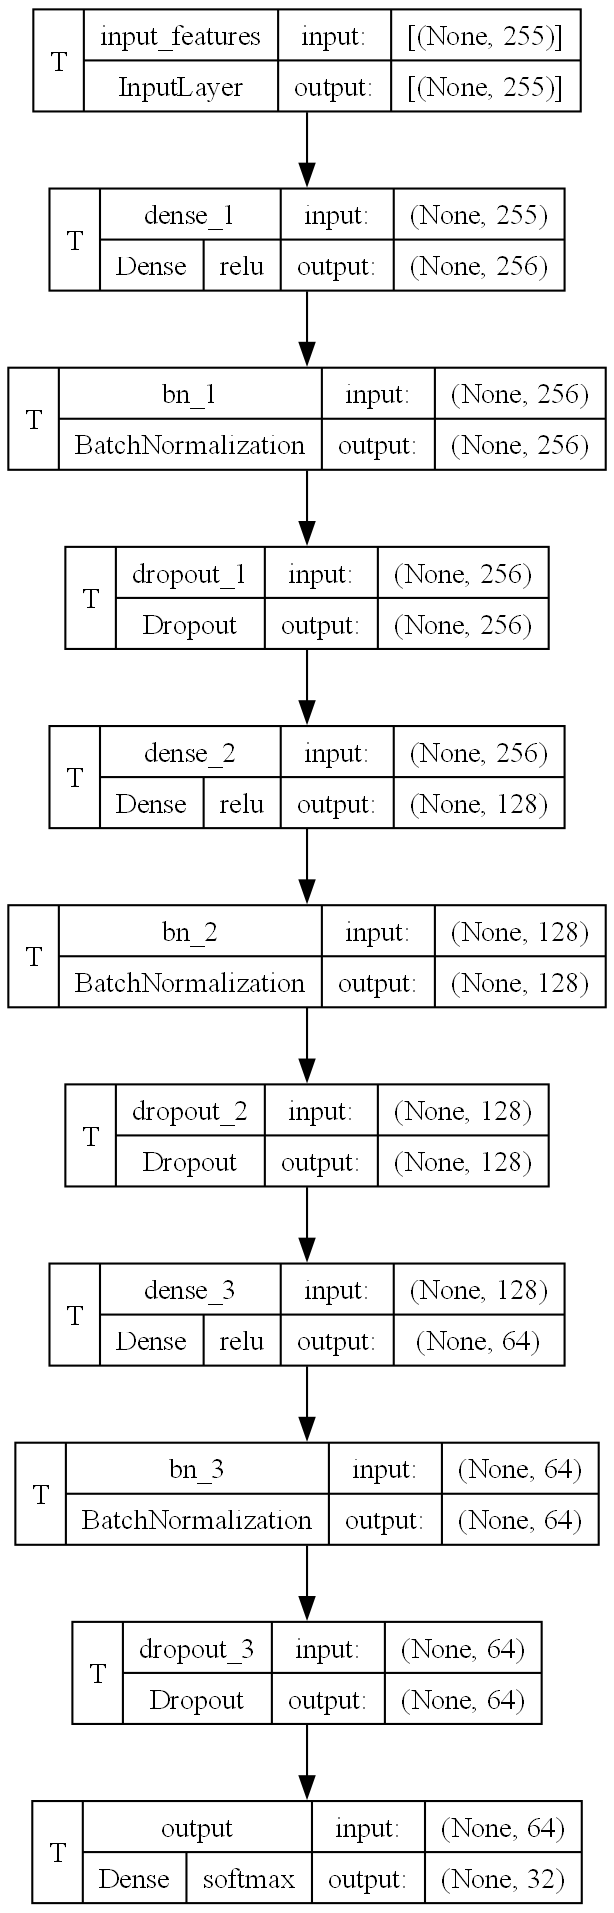 T input_features input: [(None, 255)]
InputLayer output: [(None, 255)]
T dense_1 input: (None, 255)
Dense relu output: (None, 256)
T bn_1 input: (None, 256)
BatchNormalization output: (None, 256)
T dropout_1 input: (None, 256)
Dropout output: (None, 256)
T dense_2 input: (None, 256)
Dense relu output: (None, 128)
T bn_2 input: (None, 128)
BatchNormalization output: (None, 128)
T dropout_2 input: (None, 128)
Dropout output: (None, 128)
T dense_3 input: (None, 128)
Dense relu output: (None, 64)
T bn_3 input: (None, 64)
BatchNormalization output: (None, 64)
T dropout_3 input: (None, 64)
Dropout output: (None, 64)
T output input: (None, 64)
Dense softmax output: (None, 32)